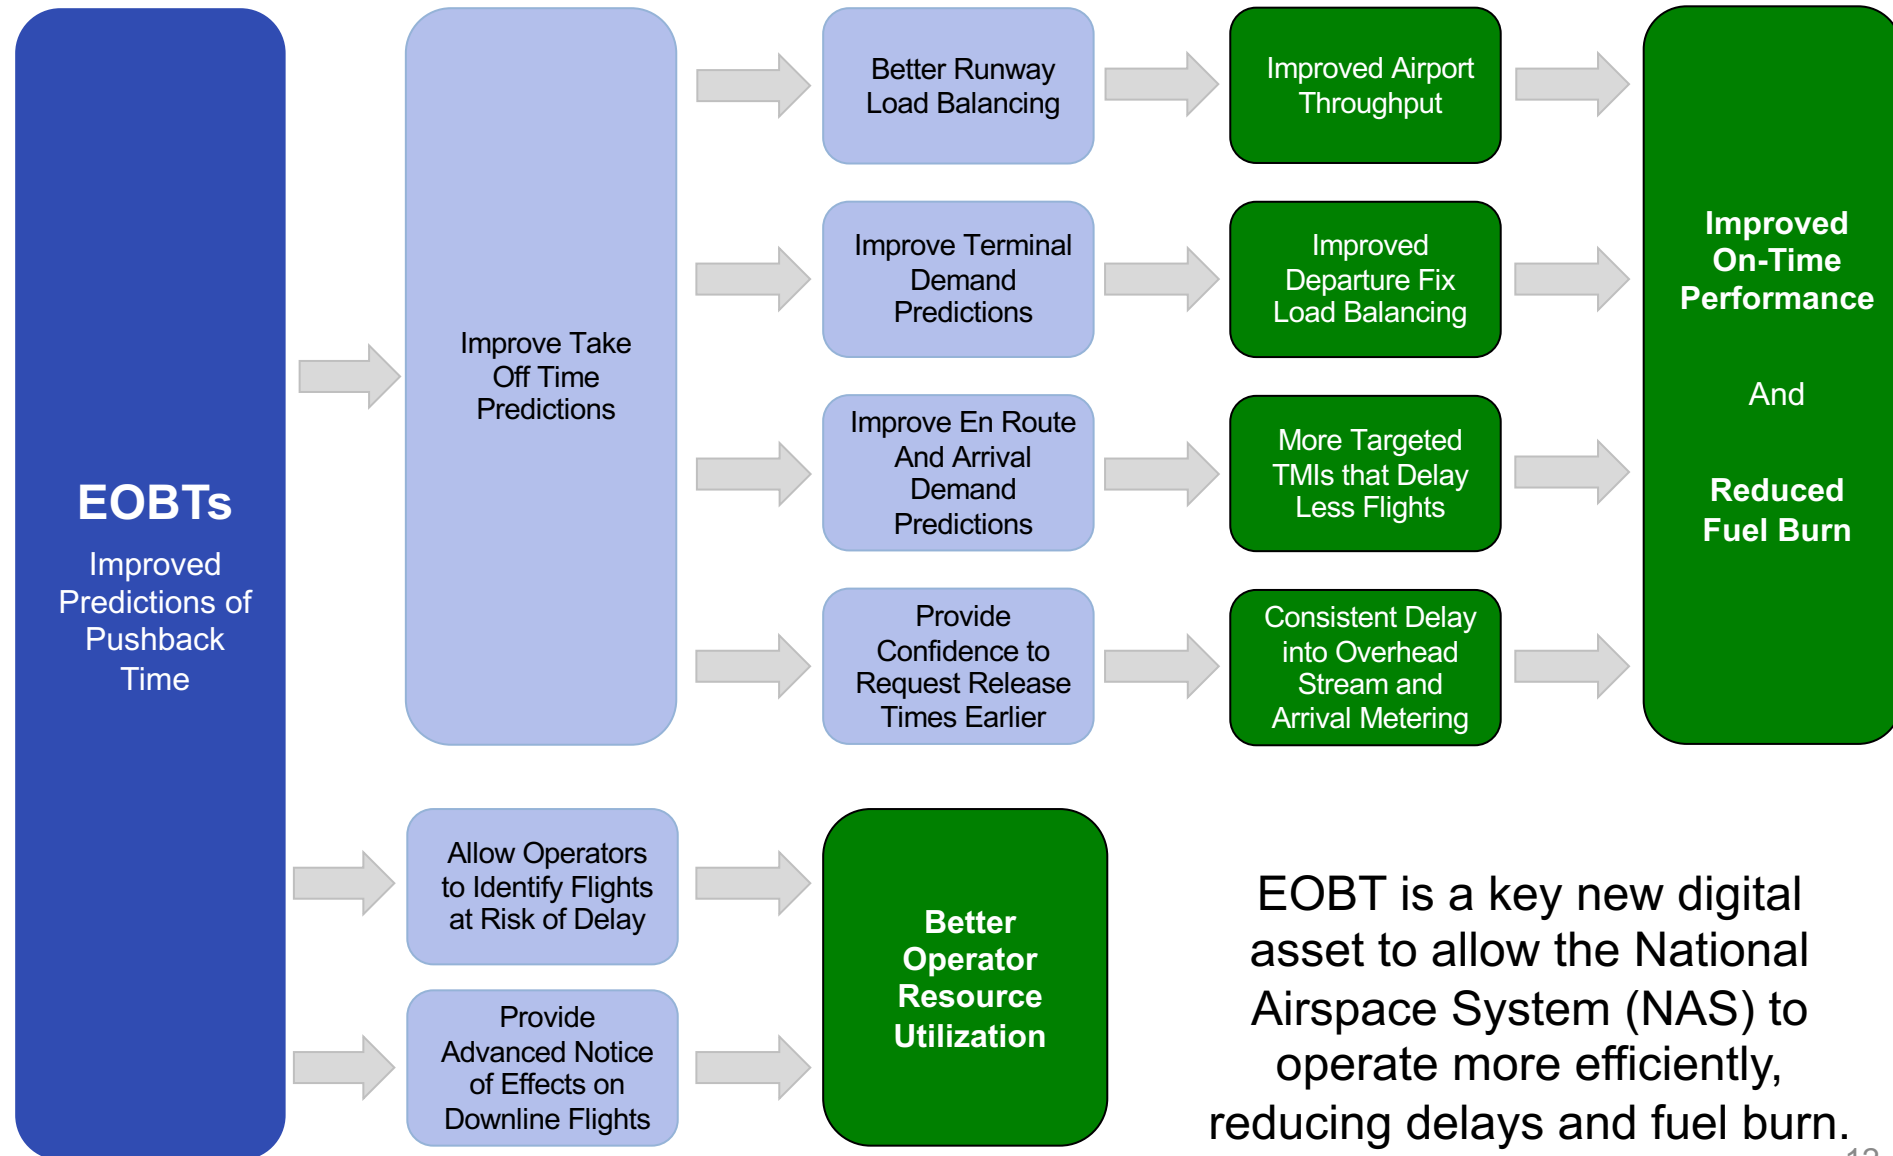 EOBTs
Improved
Predictions of
Pushback
Time
Improve Take
Off Time
Predictions
Better Runway
Load Balancing
Improved Airport
Throughput
Improve Terminal
Demand
Predictions
Improved
Departure Fix
Load Balancing
Improve En Route
And Arrival
Demand
Predictions
More Targeted
TMIs that Delay
Less Flights
Provide
Confidence to
Request Release
Times Earlier
Consistent Delay
into Overhead
Stream and
Arrival Metering
Improved
On-Time
Performance
And
Reduced
Fuel Burn
Allow Operators
to Identify Flights
at Risk of Delay
Provide
Advanced Notice
of Effects on
Downline Flights
Better
Operator
Resource
Utilization
EOBT is a key new digital
asset to allow the National
Airspace System (NAS) to
operate more efficiently,
reducing delays and fuel burn.